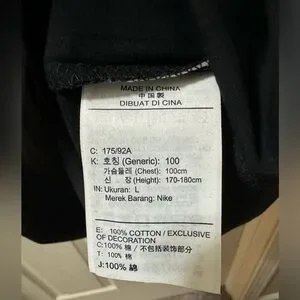 MADE IN CHINA
中国製
DIBUAT DI CINA
C: 175/92A
K: 호칭 (Generic): 100
가슴둘레 (Chest): 100cm
신 장 (Height): 170-180cm
IN: Ukuran: L
Merek Barang: Nike
E: 100% COTTON / EXCLUSIVE
OF DECORATION
C: 100% 棉 / 不包括装饰部分
T: 100% 棉
J: 100% 綿